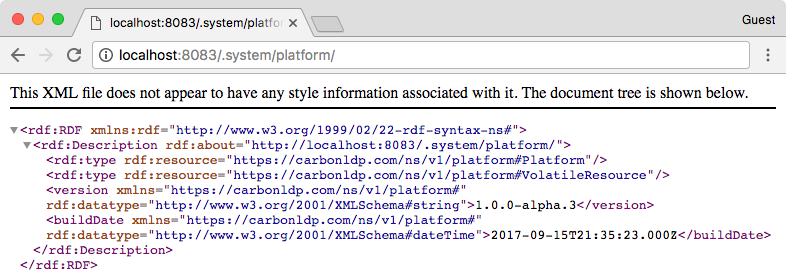 localhost:8083/.system/platfor
Guest
localhost:8083/.system/platform/
This XML file does not appear to have any style information associated with it. The document tree is shown below.
<rdf:RDF xmlns:rdf="http://www.w3.org/1999/02/22-rdf-syntax-ns#">
<rdf:Description rdf:about="http://localhost:8083/.system/platform/">
<rdf:type rdf:resource="https://carbonldp.com/ns/v1/platform#Platform"/>
<rdf:type rdf:resource="https://carbonldp.com/ns/v1/platform#VolatileResource"/>
<version xmlns="https://carbonldp.com/ns/v1/platform#"
rdf:datatype="http://www.w3.org/2001/XMLSchema#string">1.0.0-alpha.3</version>
<buildDate xmlns="https://carbonldp.com/ns/v1/platform#"
rdf:datatype="http://www.w3.org/2001/XMLSchema#dateTime">2017-09-15T21:35:23.000Z</buildDate>
</rdf:Description>
</rdf:RDF>